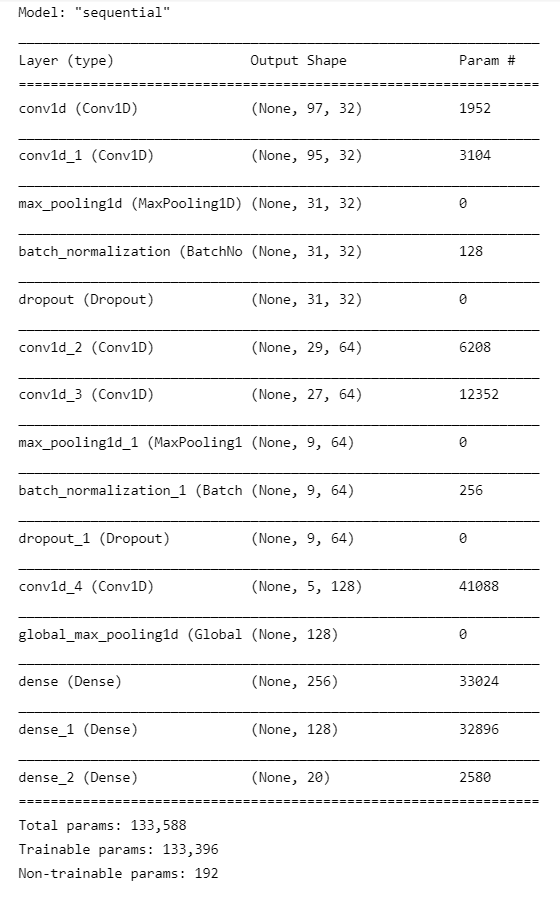 Model: "sequential"
Layer (type) Output Shape Param #
conv1d (Conv1D) (None, 97, 32) 1952
conv1d_1 (Conv1D) (None, 95, 32) 3104
max_pooling1d (MaxPooling1D) (None, 31, 32) 0
batch_normalization (BatchNo (None, 31, 32) 128
dropout (Dropout) (None, 31, 32) 0
conv1d_2 (Conv1D) (None, 29, 64) 6208
conv1d_3 (Conv1D) (None, 27, 64) 12352
max_pooling1d_1 (MaxPooling1 (None, 9, 64) 0
batch_normalization_1 (Batch (None, 9, 64) 256
dropout_1 (Dropout) (None, 9, 64) 0
conv1d_4 (Conv1D) (None, 5, 128) 41088
global_max_pooling1d (Global (None, 128) 0
dense (Dense) (None, 256) 33024
dense_1 (Dense) (None, 128) 32896
dense_2 (Dense) (None, 20) 2580
Total params: 133,588
Trainable params: 133,396
Non-trainable params: 192